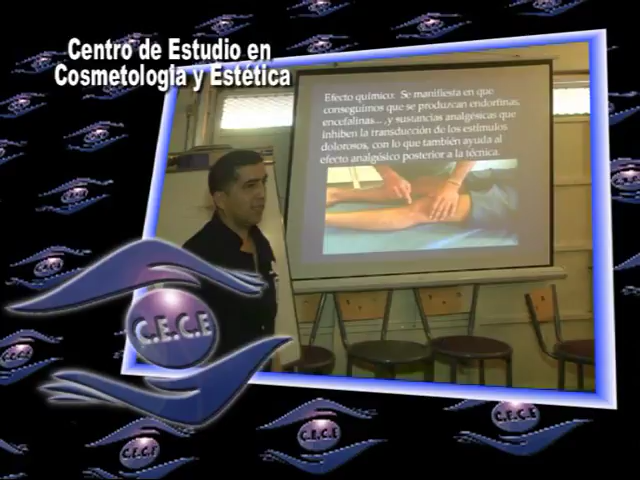 Centro de Estudio en
Cosmetología y Estética
Efecto químico: Se manifiesta en que
conseguimos que se produzcan endorfinas,
encefalinas... ,y sustancias analgésicas que
inhiben la transducción de los estímulos
dolorosos, con lo que también ayuda al
efecto analgésico posterior a la técnica.
C.E.C.E
C.E.C.E
C.E.C.E
C.E.C.E
C.E.C.E